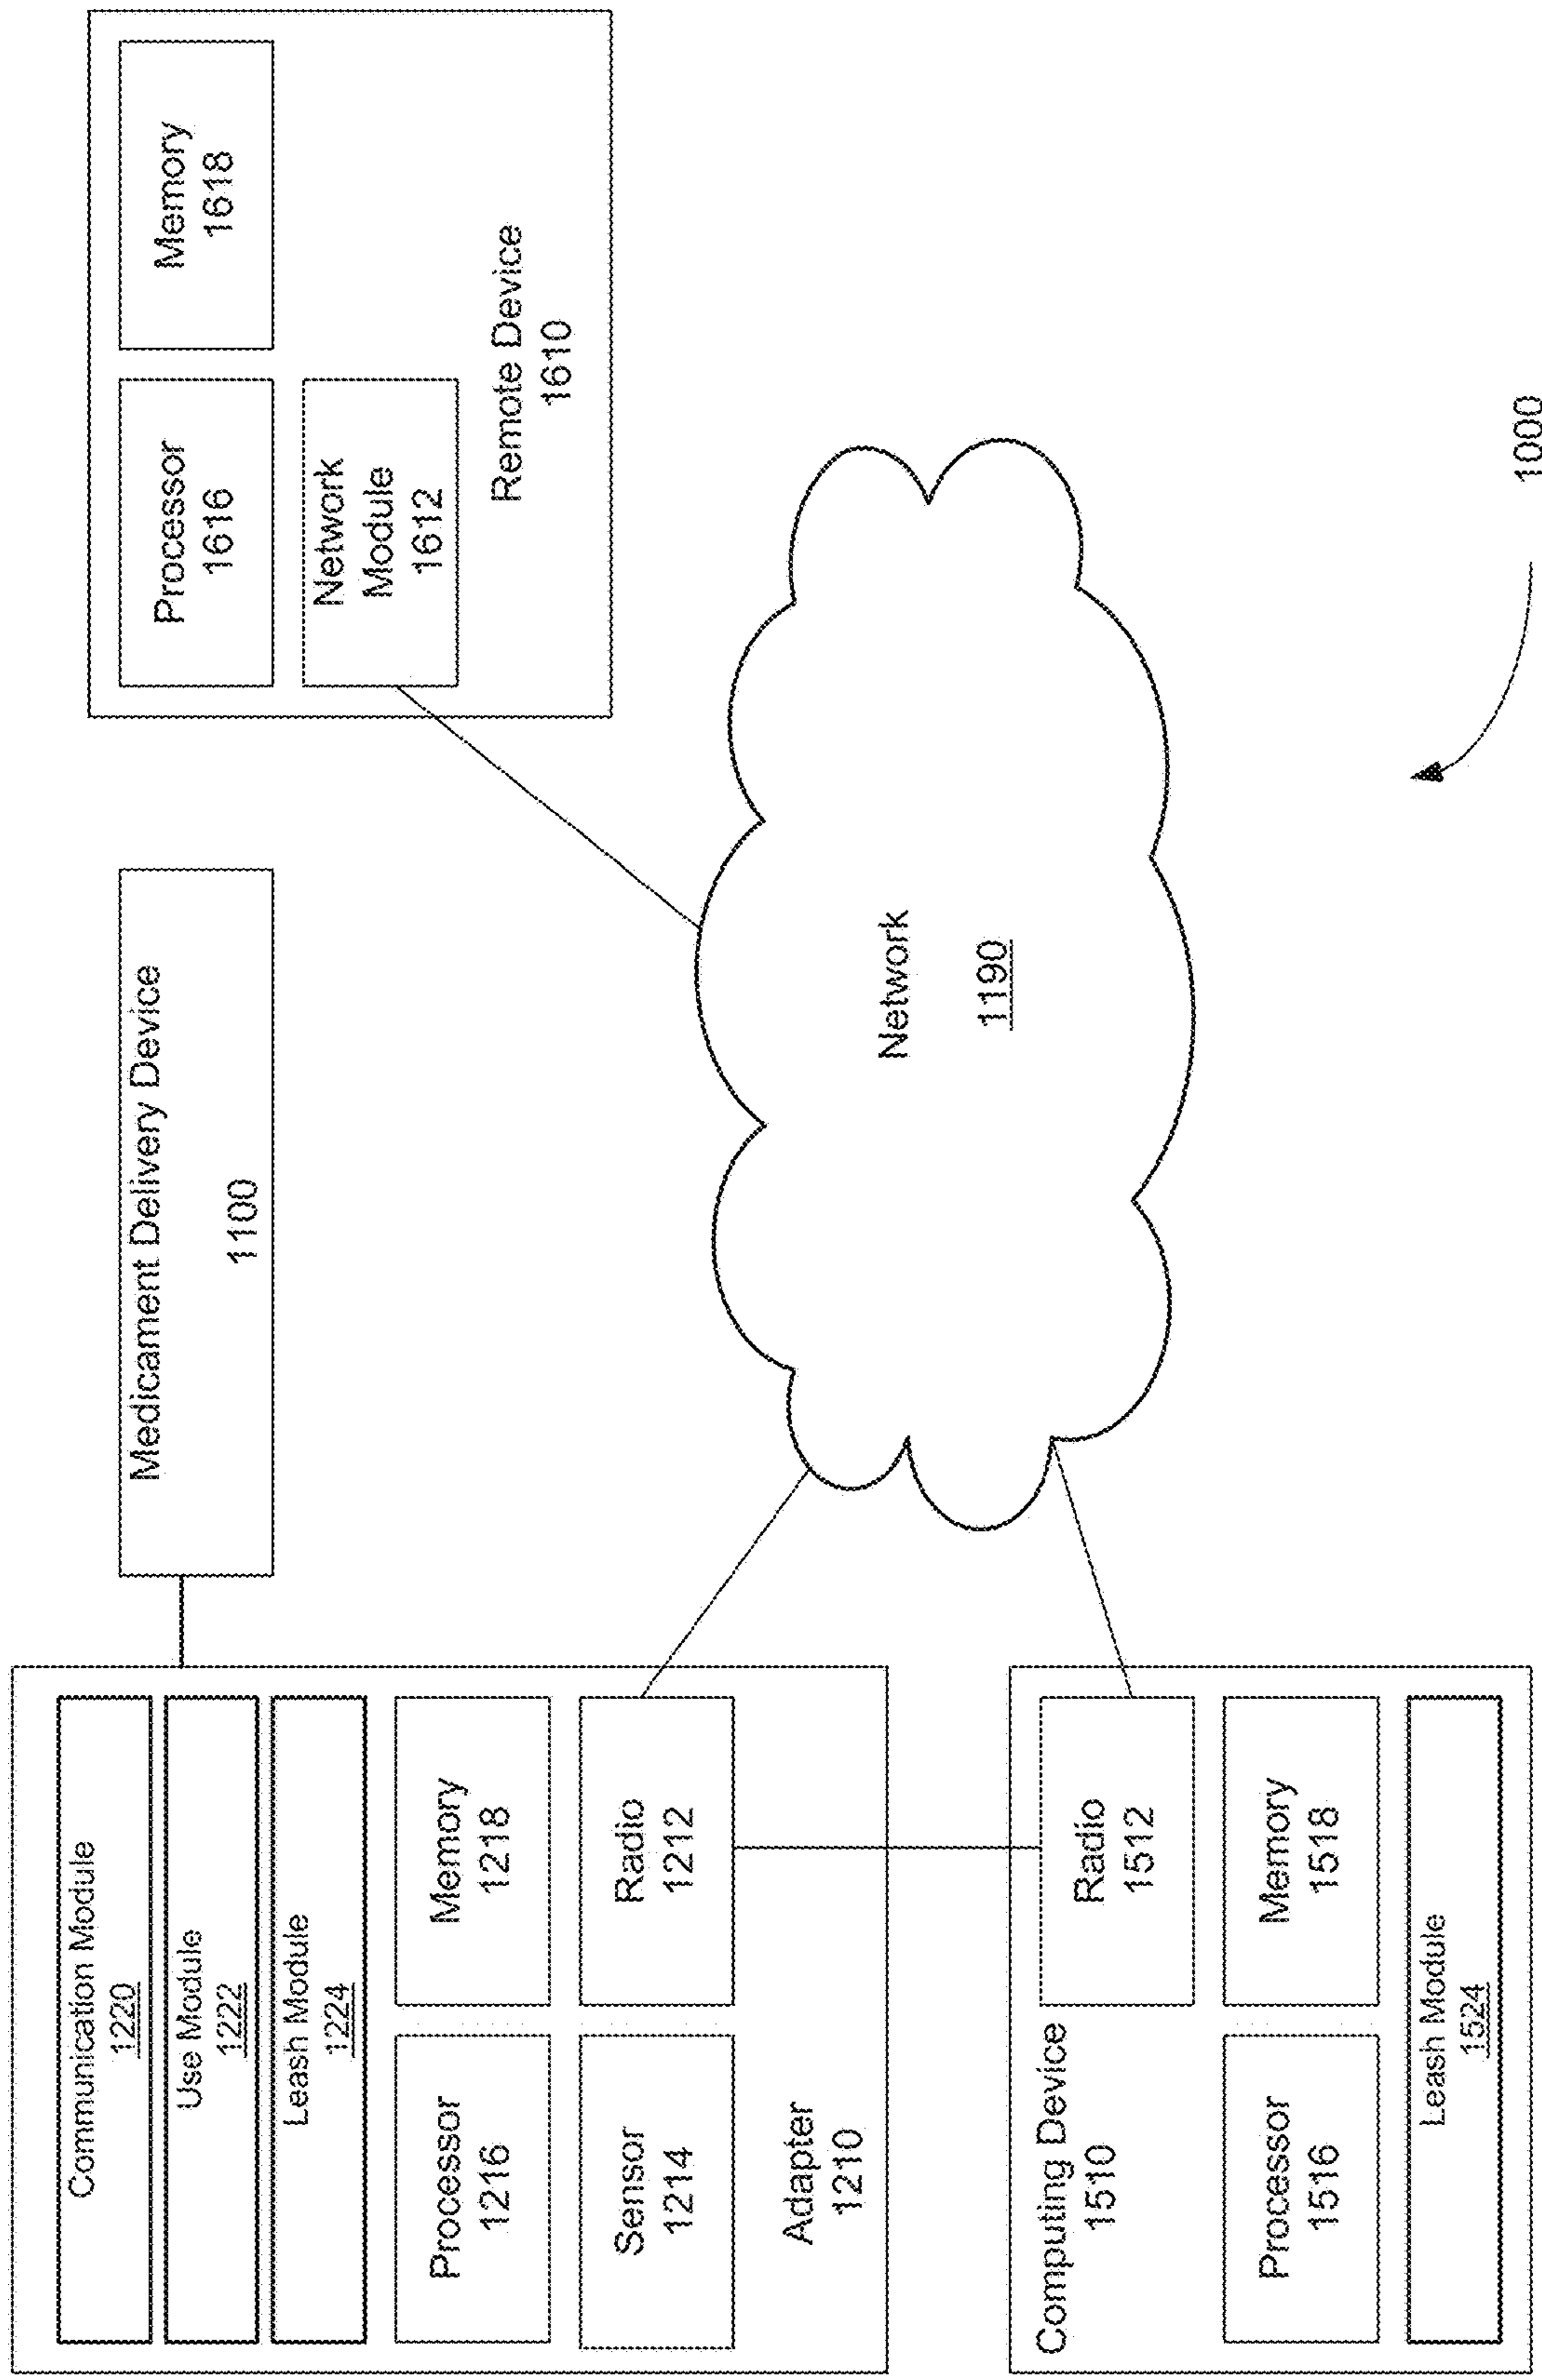 Communication Module
1220
Use Module
1222
Leash Module
1224
Processor
1216
Memory
1218
Sensor
1214
Radio
1212
Adapter
1210
Medicament Delivery Device
1100
Processor
1616
Memory
1618
Network
Module
1612
Remote Device
1610
Network
1190
Computing Device
1510
Radio
1512
Processor
1516
Memory
1518
Leash Module
1524
1000